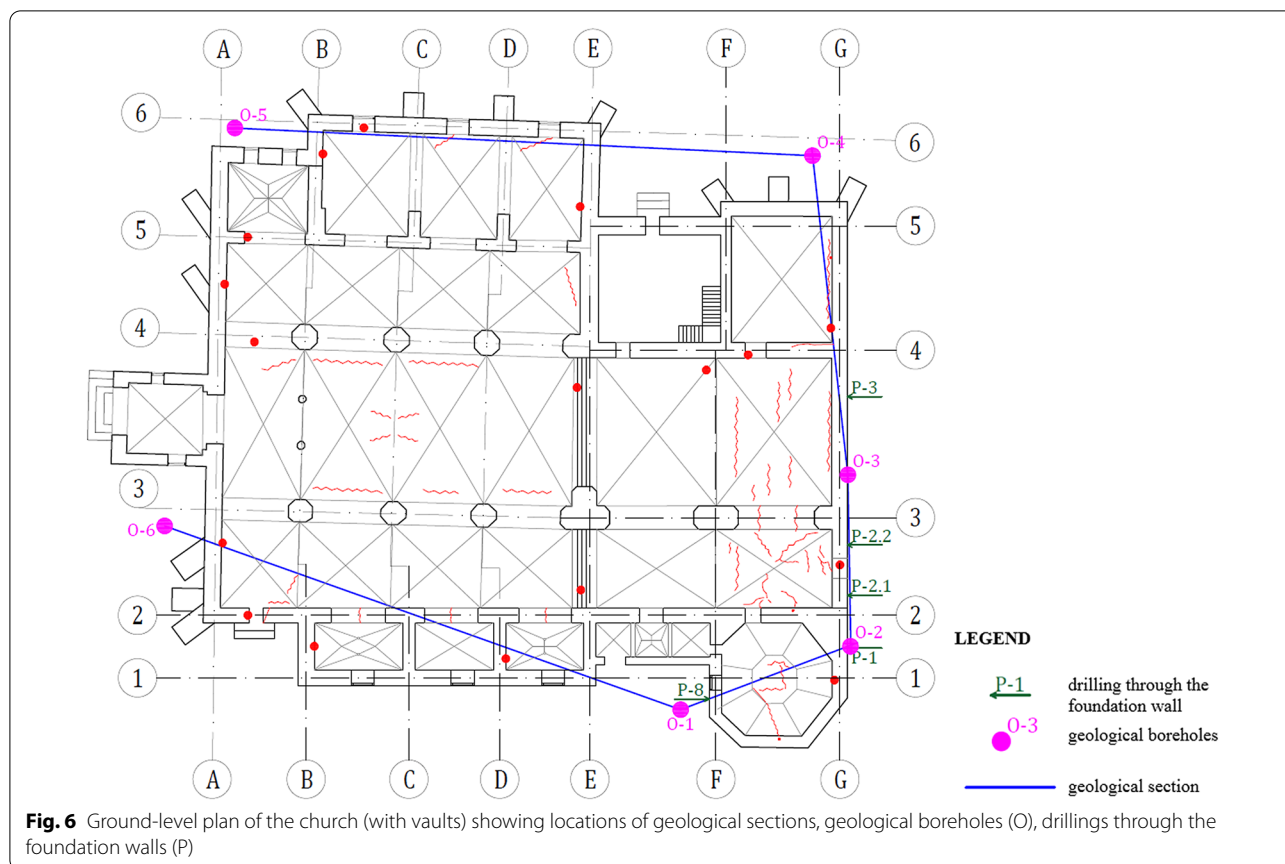 A B C D E F G
6
O-5
O-4
6
5
5
4
4
P-3
3
O-3
O-6
3
P-2.2
P-2.1
2
2
O-2
P-1
1
1
P-8
O-1
A B C D E F G
LEGEND
P-1 drilling through the
foundation wall
O-3 geological boreholes
geological section
Fig. 6 Ground-level plan of the church (with vaults) showing locations of geological sections, geological boreholes (O), drillings through the
foundation walls (P)